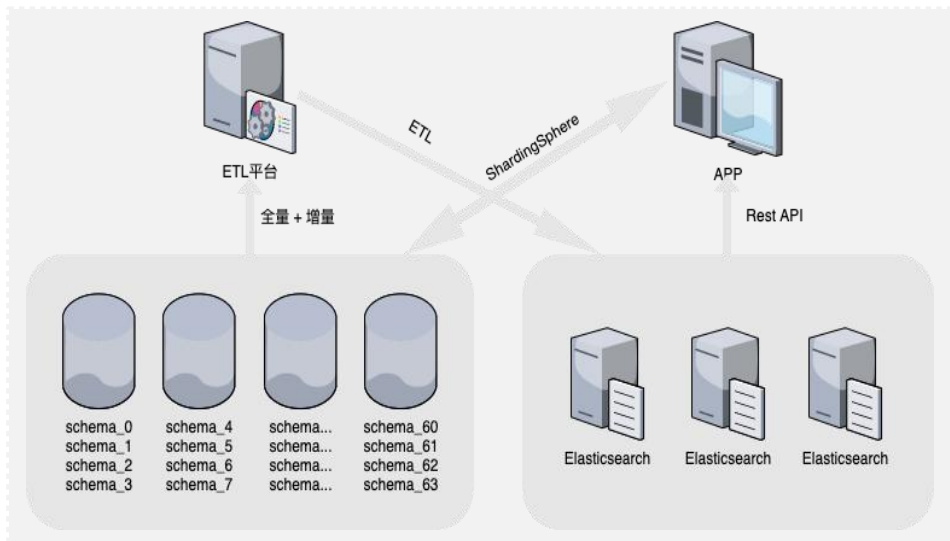 ETL平台
APP
ETL
ShardingSphere
全量 + 增量
Rest API
schema_0
schema_1
schema_2
schema_3
schema_4
schema_5
schema_6
schema_7
schema...
schema...
schema...
schema...
schema_60
schema_61
schema_62
schema_63
Elasticsearch
Elasticsearch
Elasticsearch